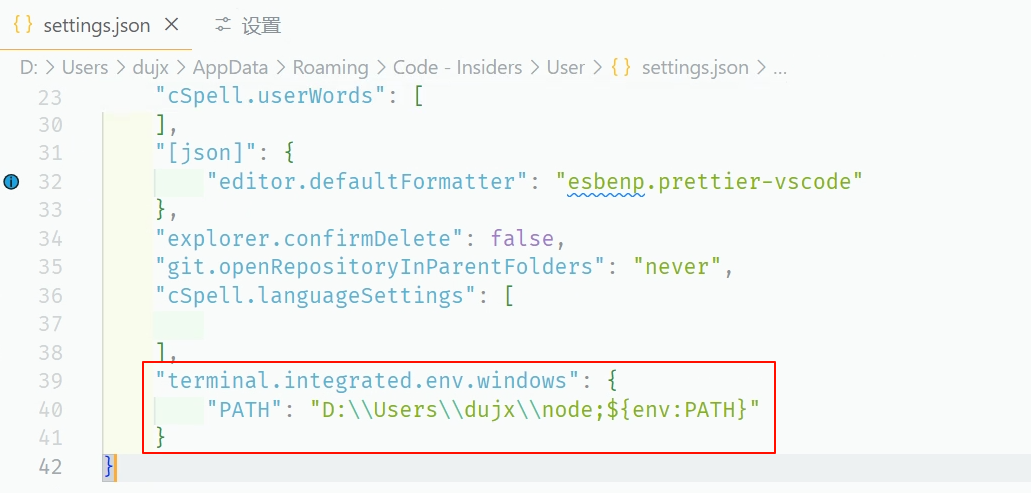 { } settings.json × 设置
D: > Users > dujx > AppData > Roaming > Code - Insiders > User > { } settings.json > ...
23 "cSpell.userWords": [
30 ],
31 "[json]": {
32 "editor.defaultFormatter": "esbenp.prettier-vscode"
33 },
34 "explorer.confirmDelete": false,
35 "git.openRepositoryInParentFolders": "never",
36 "cSpell.languageSettings": [
37
38 ],
39 "terminal.integrated.env.windows": {
40 "PATH": "D:\\Users\\dujx\\node;${env:PATH}"
41 }
42 }